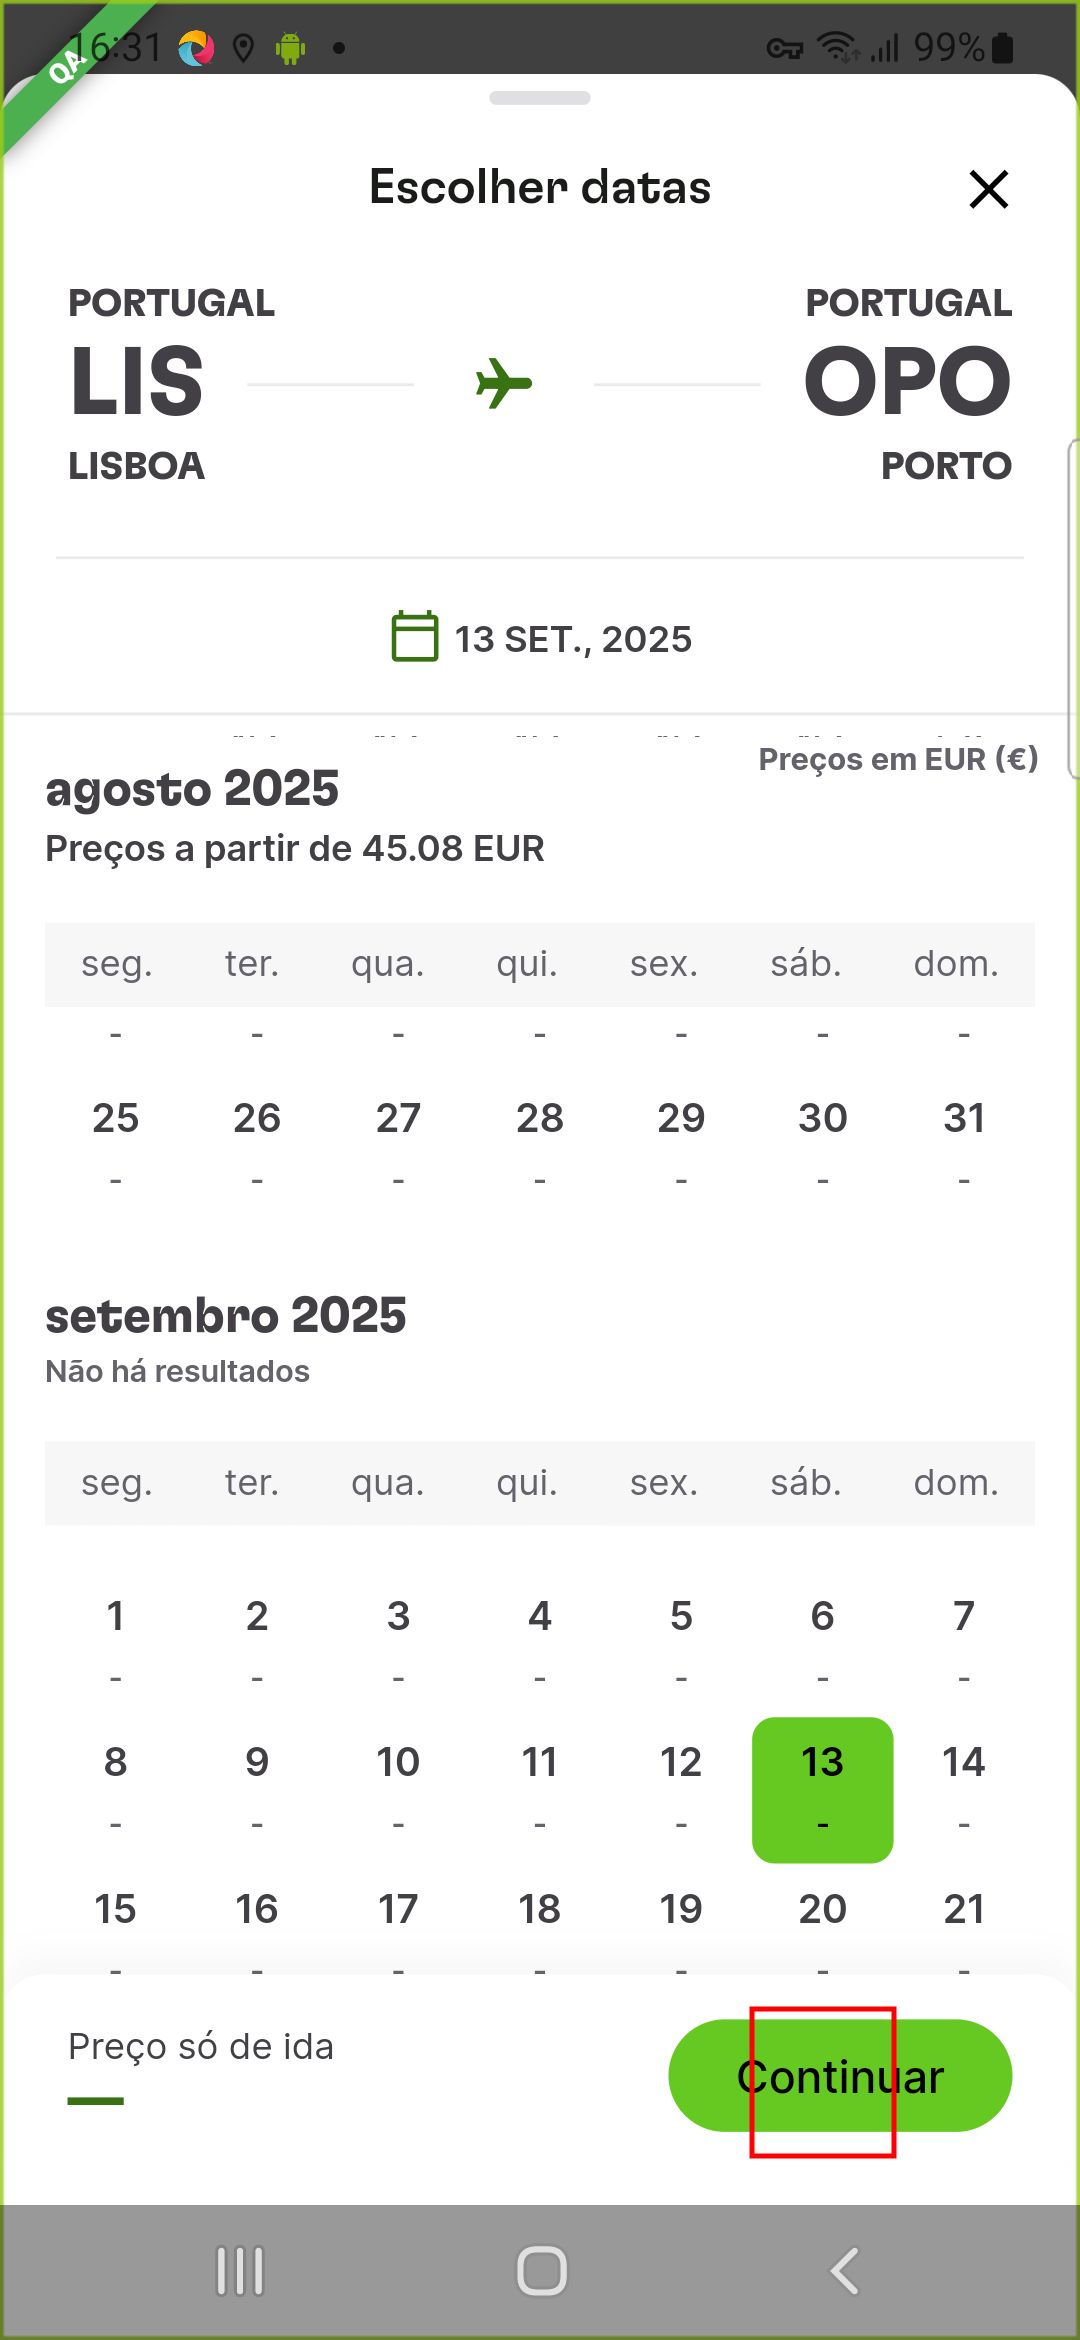 16:31
QA
99%
Escolher datas
PORTUGAL PORTUGAL
LIS OPO
LISBOA PORTO
13 SET., 2025
Preços em EUR (€)
agosto 2025
Preços a partir de 45.08 EUR
seg. ter. qua. qui. sex. sáb. dom.
- - - - - - -
25 26 27 28 29 30 31
- - - - - - -
setembro 2025
Não há resultados
seg. ter. qua. qui. sex. sáb. dom.
1 2 3 4 5 6 7
- - - - - - -
8 9 10 11 12 13 14
- - - - - - -
15 16 17 18 19 20 21
- - - - - - -
Preço só de ida
Continuar